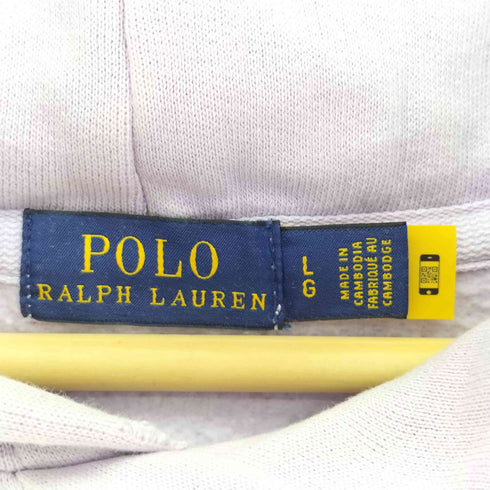 POLO
RALPH LAUREN
L
G
MADE IN
CAMBODIA
FABRIQUÉ AU
CAMBODGE